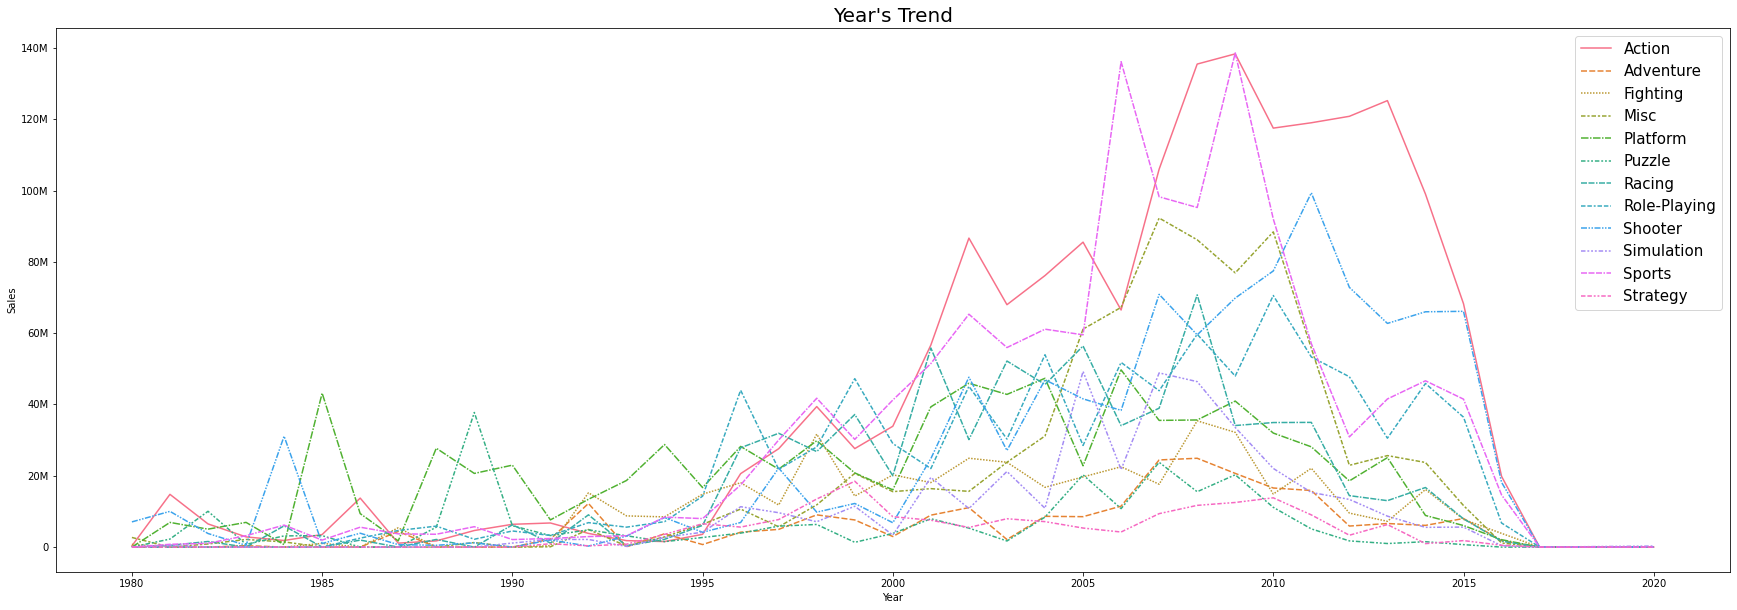 Year's Trend
140M
120M
100M
80M
60M
40M
20M
0
Sales
1980
1985
1990
1995
2000
2005
2010
2015
2020
Year
Action
Adventure
Fighting
Misc
Platform
Puzzle
Racing
Role-Playing
Shooter
Simulation
Sports
Strategy